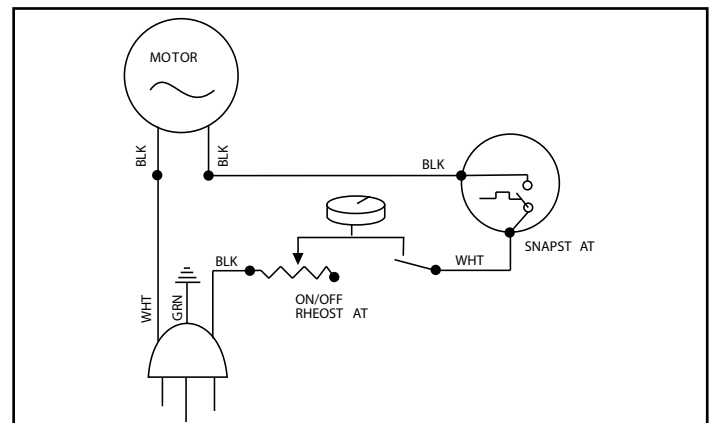 MOTOR
BLK
BLK
BLK
SNAPST AT
BLK
WHT
ON/OFF
RHEOST AT
WHT
GRN